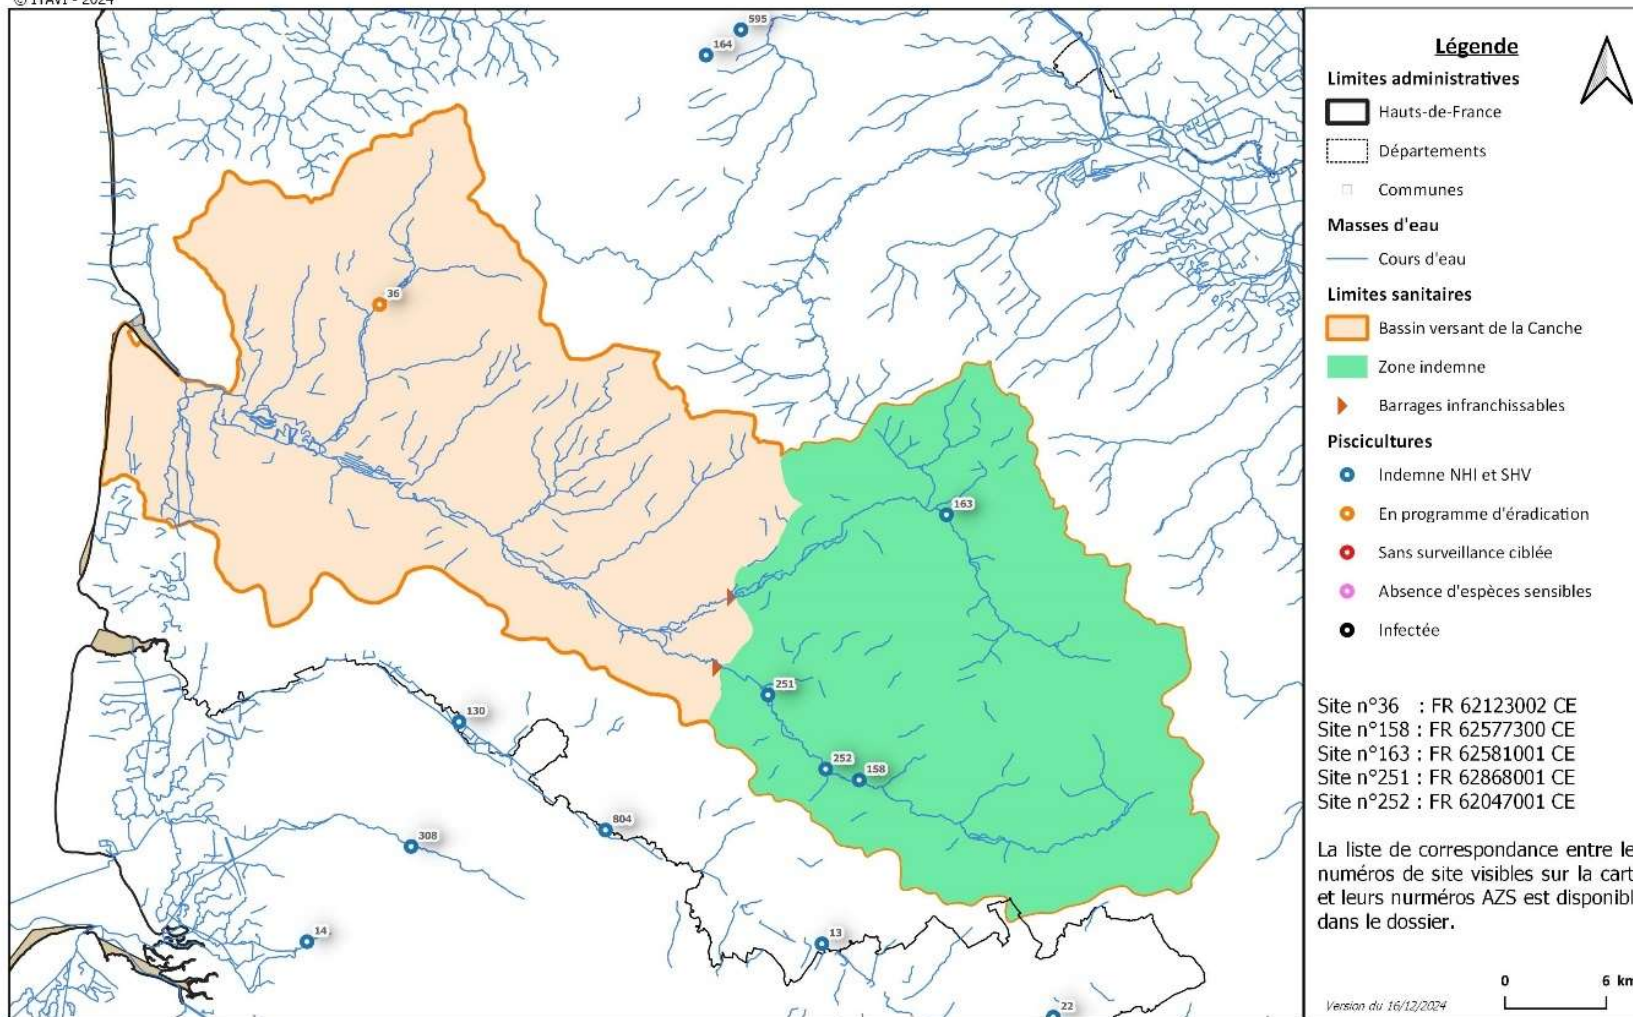 © ITAVI - 2024
595
164
36
163
251
130
252
158
804
308
14
13
22
Légende
Limites administratives
Hauts-de-France
Départements
Communes
Masses d'eau
Cours d'eau
Limites sanitaires
Bassin versant de la Canche
Zone indemne
Barrages infranchissables
Piscicultures
Indemne NHI et SHV
En programme d'éradication
Sans surveillance ciblée
Absence d'espèces sensibles
Infectée
Site n°36 : FR 62123002 CE
Site n°158 : FR 62577300 CE
Site n°163 : FR 62581001 CE
Site n°251 : FR 62868001 CE
Site n°252 : FR 62047001 CE
La liste de correspondance entre le
numéros de site visibles sur la cart
et leurs nurméros AZS est disponibl
dans le dossier.
0 6 km
Version du 16/12/2024